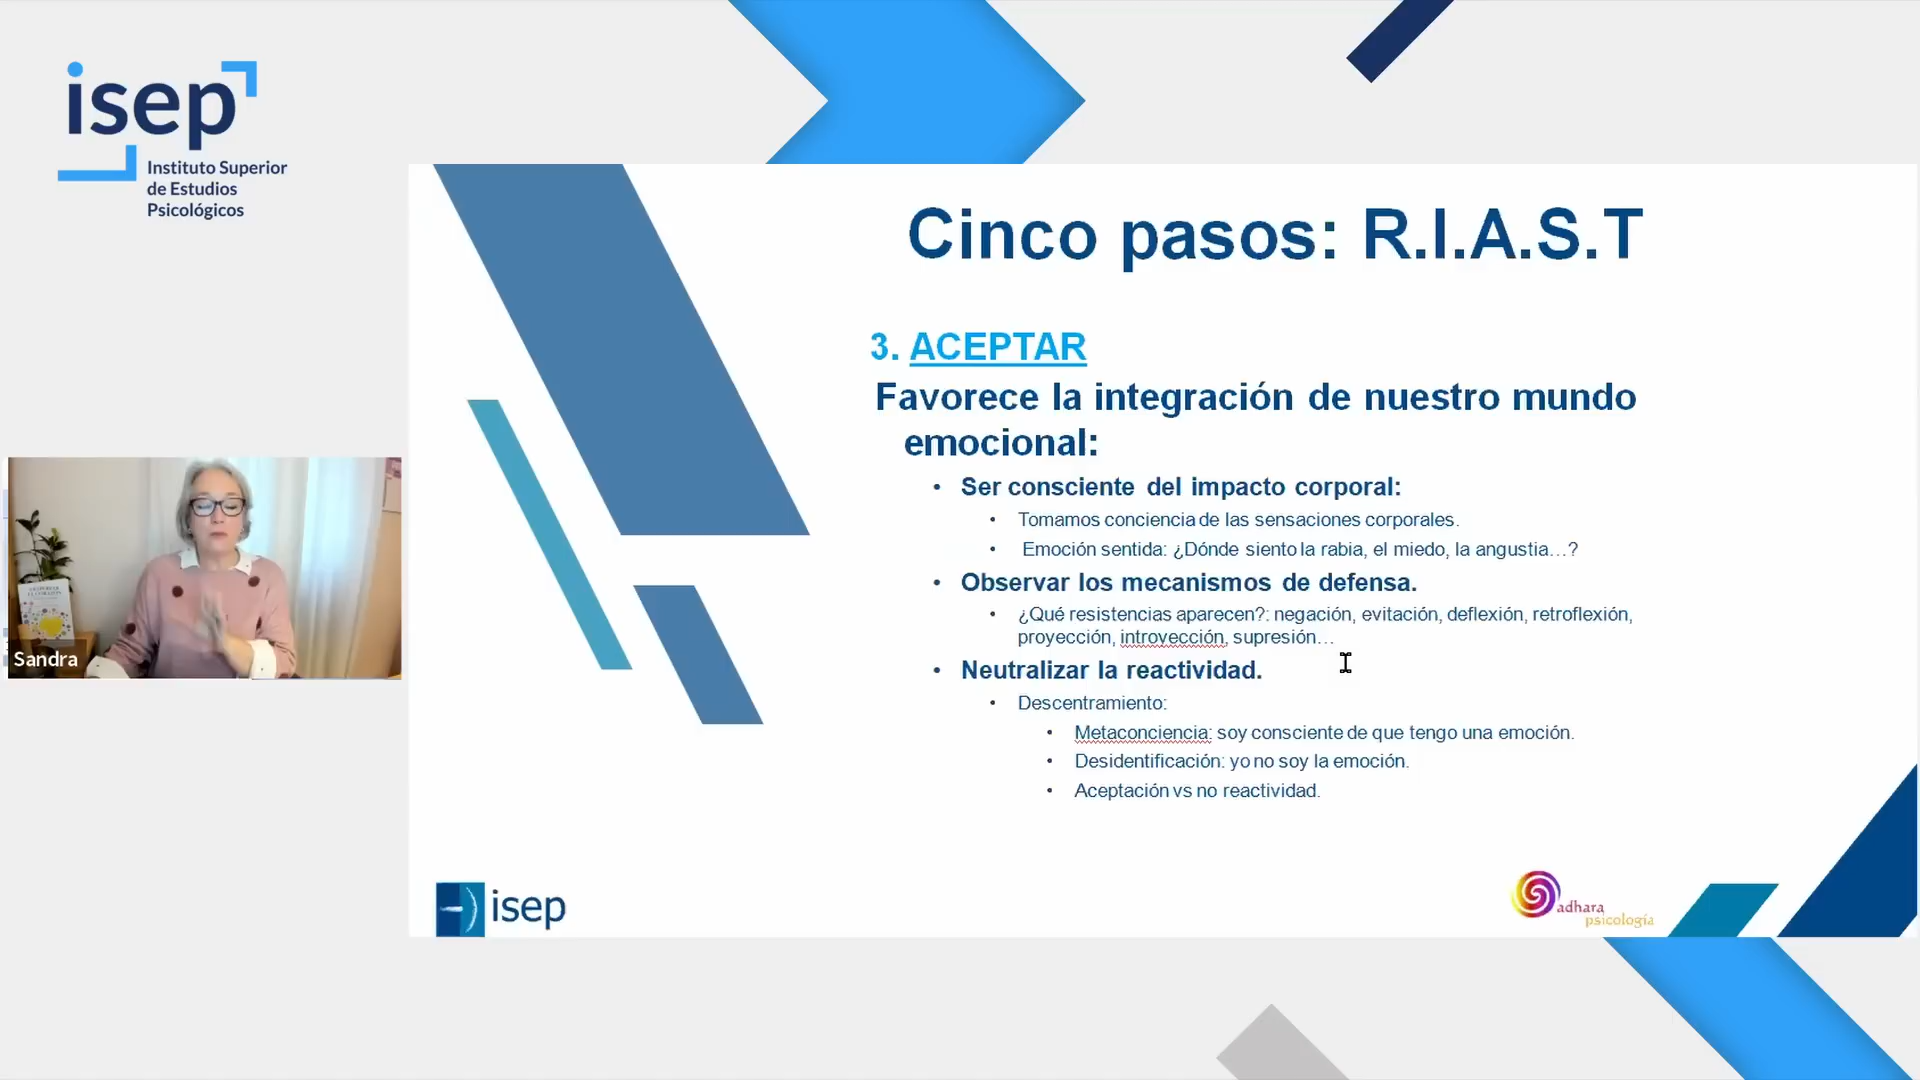 isep
Instituto Superior
de Estudios
Psicológicos
Cinco pasos: R.I.A.S.T
3. ACEPTAR
Favorece la integración de nuestro mundo
emocional:
• Ser consciente del impacto corporal:
• Tomamos conciencia de las sensaciones corporales.
• Emoción sentida: ¿Dónde siento la rabia, el miedo, la angustia…?
• Observar los mecanismos de defensa.
• ¿Qué resistencias aparecen?: negación, evitación, deflexión, retroflexión,
proyección, introyección, supresión…
• Neutralizar la reactividad.
• Descentramiento:
• Metaconciencia: soy consciente de que tengo una emoción.
• Desidentificación: yo no soy la emoción.
• Aceptación vs no reactividad.
Sandra
isep
adhara
psicología